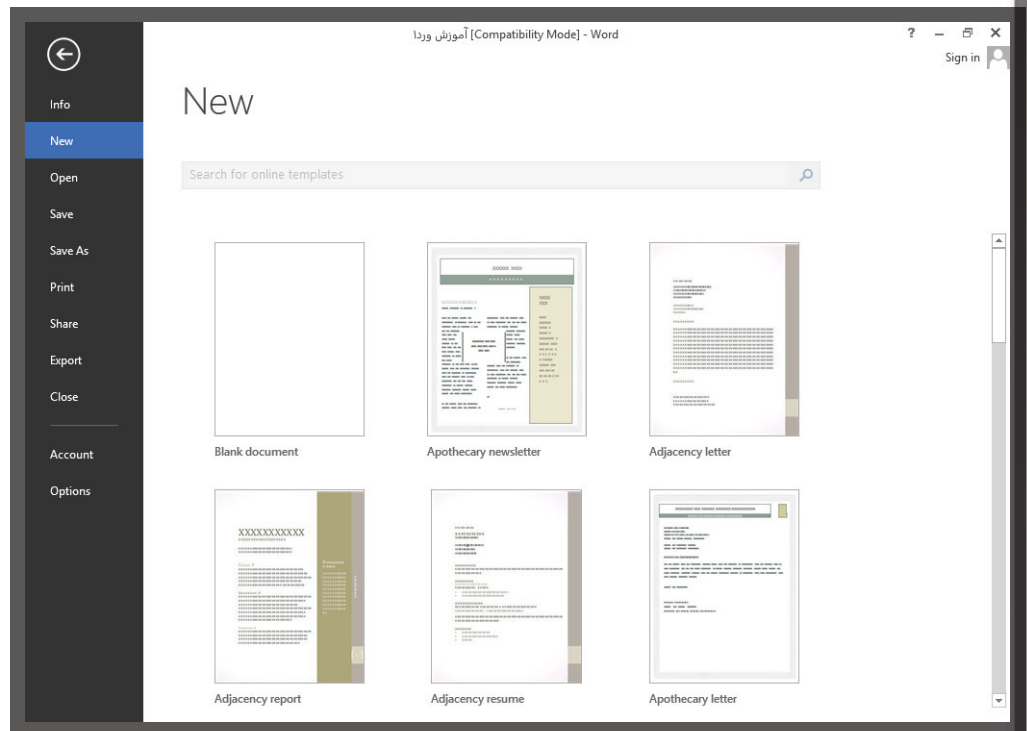 آموزش وردا [Compatibility Mode] - Word
?
Sign in
Info
New
Open
Save
Save As
Print
Share
Export
Close
Account
Options
New
Search for online templates
Blank document
Apothecary newsletter
Adjacency letter
XXXXXXXXXXX
Adjacency report
Adjacency resume
Apothecary letter